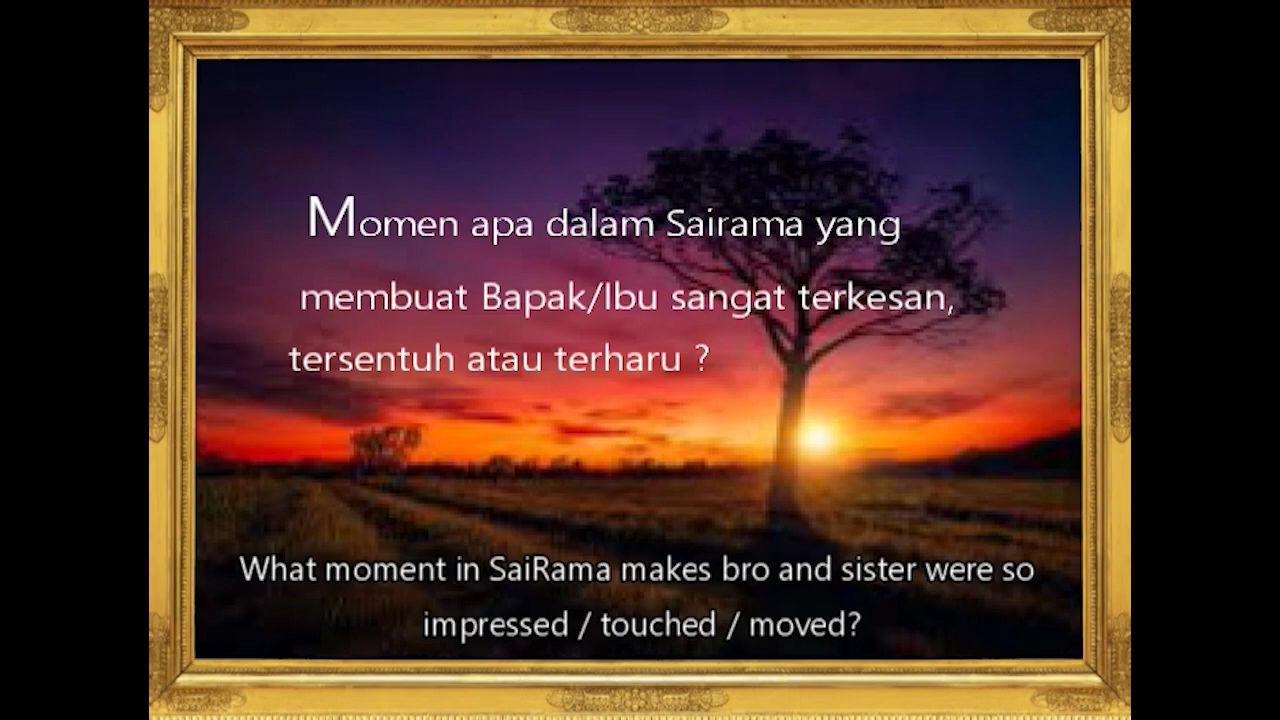 Momen apa dalam Sairama yang
membuat Bapak/Ibu sangat terkesan,
tersentuh atau terharu ?
What moment in SaiRama makes bro and sister were so
impressed / touched / moved?